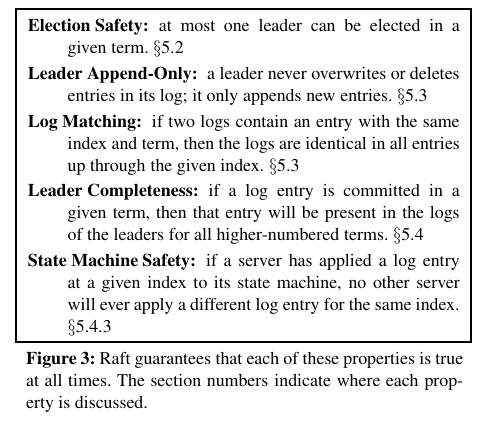 Election Safety: at most one leader can be elected in a
given term. §5.2
Leader Append-Only: a leader never overwrites or deletes
entries in its log; it only appends new entries. §5.3
Log Matching: if two logs contain an entry with the same
index and term, then the logs are identical in all entries
up through the given index. §5.3
Leader Completeness: if a log entry is committed in a
given term, then that entry will be present in the logs
of the leaders for all higher-numbered terms. §5.4
State Machine Safety: if a server has applied a log entry
at a given index to its state machine, no other server
will ever apply a different log entry for the same index.
§5.4.3
Figure 3: Raft guarantees that each of these properties is true
at all times. The section numbers indicate where each prop-
erty is discussed.